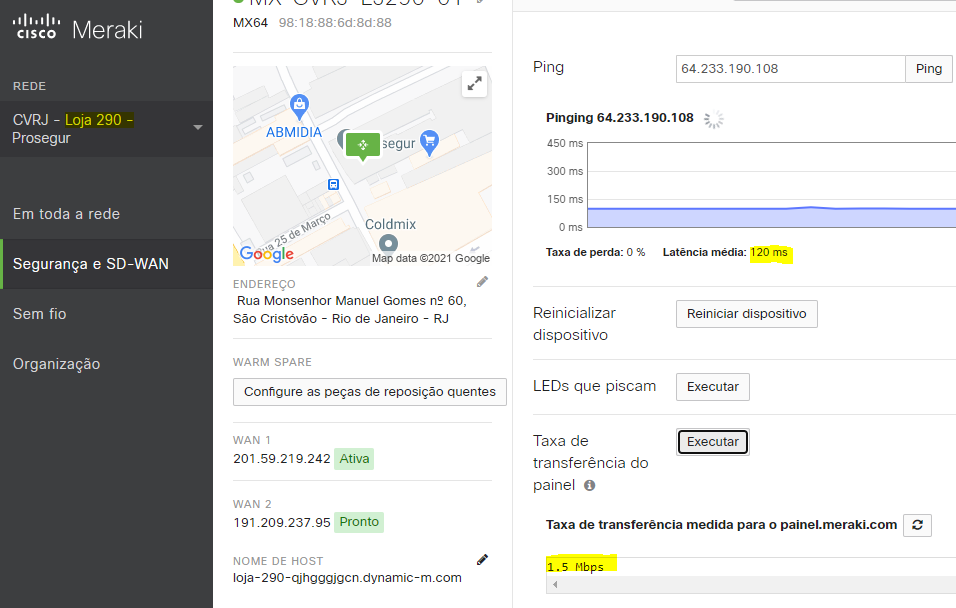 CISCO Meraki
REDE
CVRJ - Loja 290 -
Prosegur
Em toda a rede
Segurança e SD-WAN
Sem fio
Organização
MX64 98:18:88:6d:8d:88
ABMIDIA
segur
Coldmix
Rua 25 de Março
Google
Map data ©2021 Google
ENDEREÇO
Rua Monsenhor Manuel Gomes nº 60,
São Cristóvão - Rio de Janeiro - RJ
WARM SPARE
Configure as peças de reposição quentes
WAN 1
201.59.219.242 Ativa
WAN 2
191.209.237.95 Pronto
NOME DE HOST
loja-290-qjhgggjgcn.dynamic-m.com
Ping 64.233.190.108 Ping
Pinging 64.233.190.108
450 ms
300 ms
150 ms
0 ms
Taxa de perda: 0 % Latência média: 120 ms
Reinicializar
dispositivo
Reiniciar dispositivo
LEDs que piscam Executar
Taxa de
transferência do
painel
Executar
Taxa de transferência medida para o painel.meraki.com
1.5 Mbps